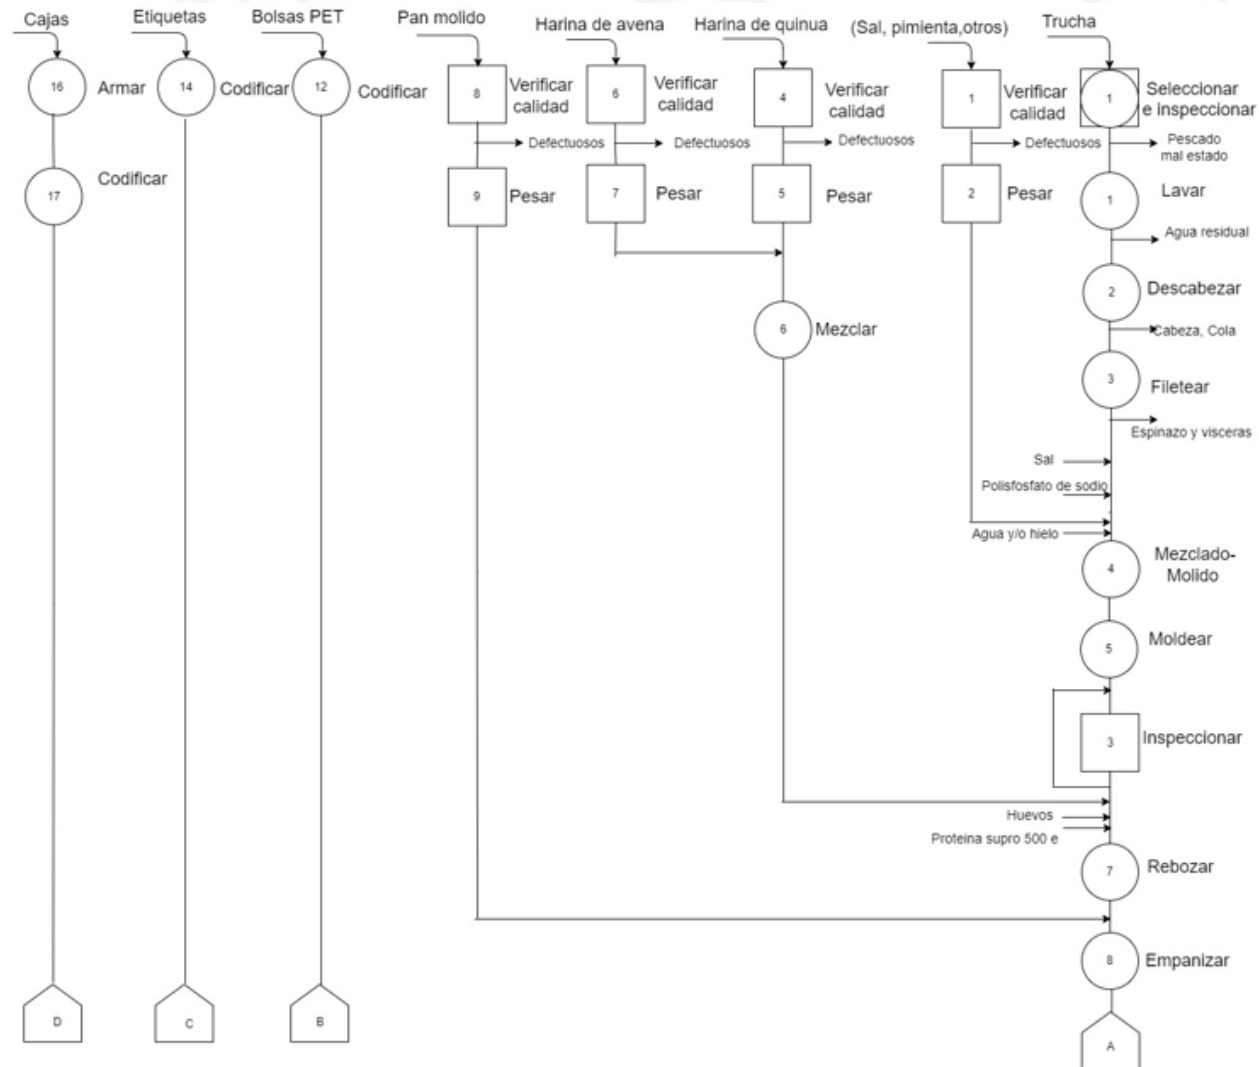 Cajas
Etiquetas
Bolsas PET
Pan molido
Harina de avena
Harina de quinua
(Sal, pimienta,otros)
Trucha
16
Armar
14
Codificar
12
Codificar
8
Verificar
calidad
6
Verificar
calidad
4
Verificar
calidad
1
Verificar
calidad
1
Seleccionar
e inspeccionar
Defectuosos
Defectuosos
Defectuosos
Defectuosos
Pescado
mal estado
17
Codificar
9
Pesar
7
Pesar
5
Pesar
2
Pesar
1
Lavar
Agua residual
2
Descabezar
Cabeza, Cola
6
Mezclar
3
Filetear
Espinazo y visceras
Sal
Polisfosfato de sodio
Agua y/o hielo
4
Mezclado-
Molido
5
Moldear
3
Inspeccionar
Huevos
Proteina supro 500 e
7
Rebozar
8
Empanizar
D
C
B
A